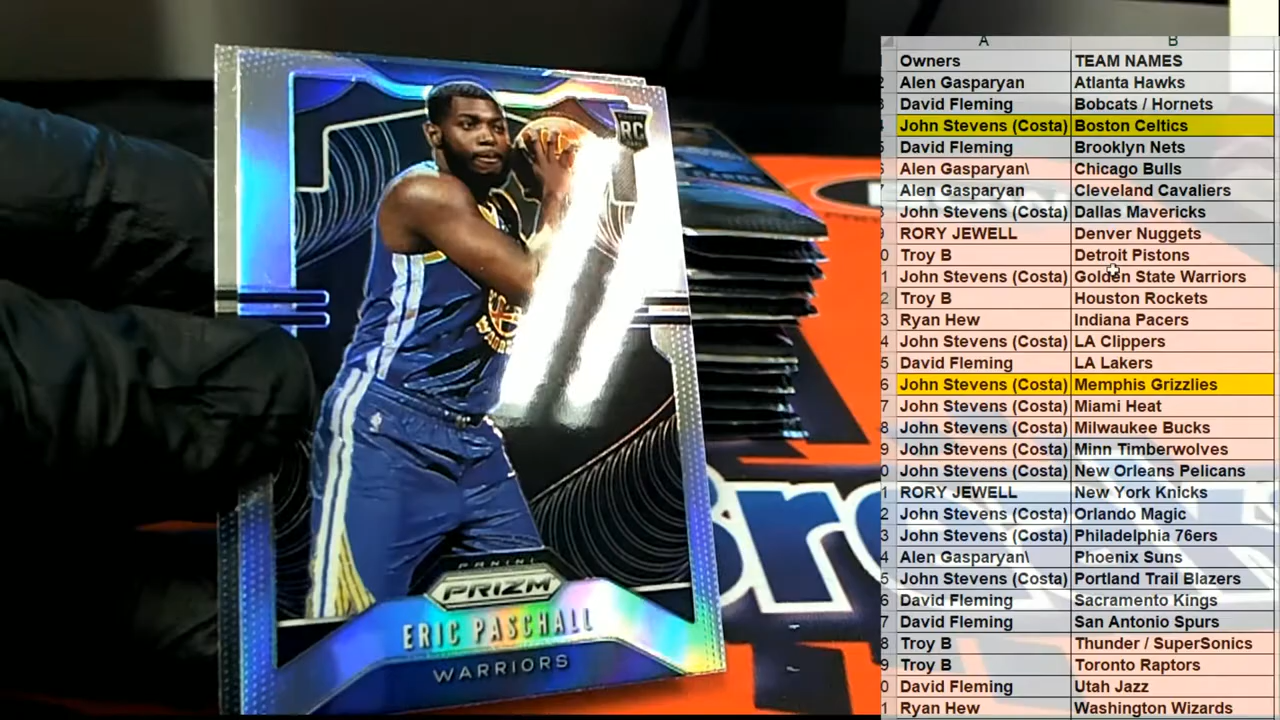 RC
PANINI
PRIZM
ERIC PASCHALL
WARRIORS
A B
Owners TEAM NAMES
Alen Gasparyan Atlanta Hawks
David Fleming Bobcats / Hornets
John Stevens (Costa) Boston Celtics
David Fleming Brooklyn Nets
Alen Gasparyan\ Chicago Bulls
Alen Gasparyan Cleveland Cavaliers
John Stevens (Costa) Dallas Mavericks
RORY JEWELL Denver Nuggets
Troy B Detroit Pistons
John Stevens (Costa) Golden State Warriors
Troy B Houston Rockets
Ryan Hew Indiana Pacers
John Stevens (Costa) LA Clippers
David Fleming LA Lakers
John Stevens (Costa) Memphis Grizzlies
John Stevens (Costa) Miami Heat
John Stevens (Costa) Milwaukee Bucks
John Stevens (Costa) Minn Timberwolves
John Stevens (Costa) New Orleans Pelicans
RORY JEWELL New York Knicks
John Stevens (Costa) Orlando Magic
John Stevens (Costa) Philadelphia 76ers
Alen Gasparyan\ Phoenix Suns
John Stevens (Costa) Portland Trail Blazers
David Fleming Sacramento Kings
David Fleming San Antonio Spurs
Troy B Thunder / SuperSonics
Troy B Toronto Raptors
David Fleming Utah Jazz
Ryan Hew Washington Wizards